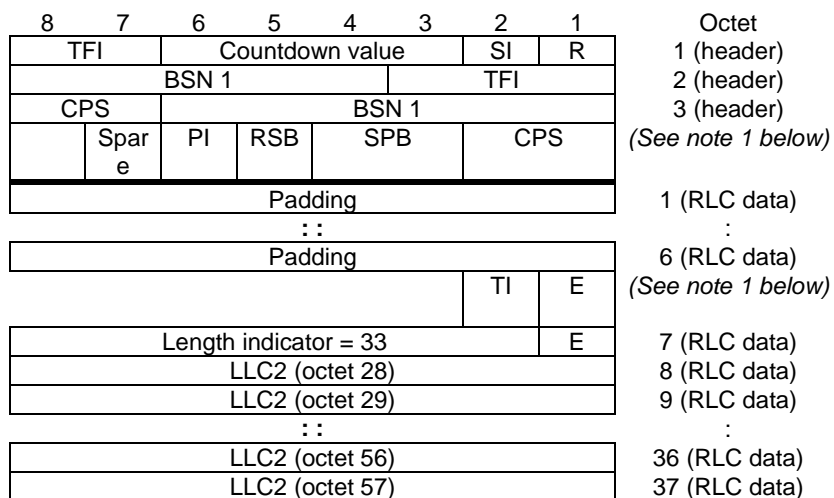 8 7 6 5 4 3 2 1 Octet
TFI Countdown value SI R 1 (header)
BSN 1 TFI 2 (header)
CPS BSN 1 3 (header)
Spar PI RSB SPB CPS (See note 1 below)
e
Padding 1 (RLC data)
: : :
Padding 6 (RLC data)
TI E (See note 1 below)
Length indicator = 33 E 7 (RLC data)
LLC2 (octet 28) 8 (RLC data)
LLC2 (octet 29) 9 (RLC data)
: : :
LLC2 (octet 56) 36 (RLC data)
LLC2 (octet 57) 37 (RLC data)